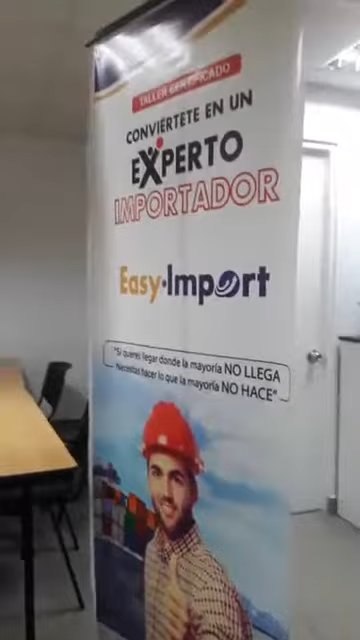 TALLER CERTIFICADO
CONVIÉRTETE EN UN
EXPERTO
IMPORTADOR
Easy-Import
"Si quieres llegar donde la mayoría NO LLEGA
Necesitas hacer lo que la mayoría NO HACE"